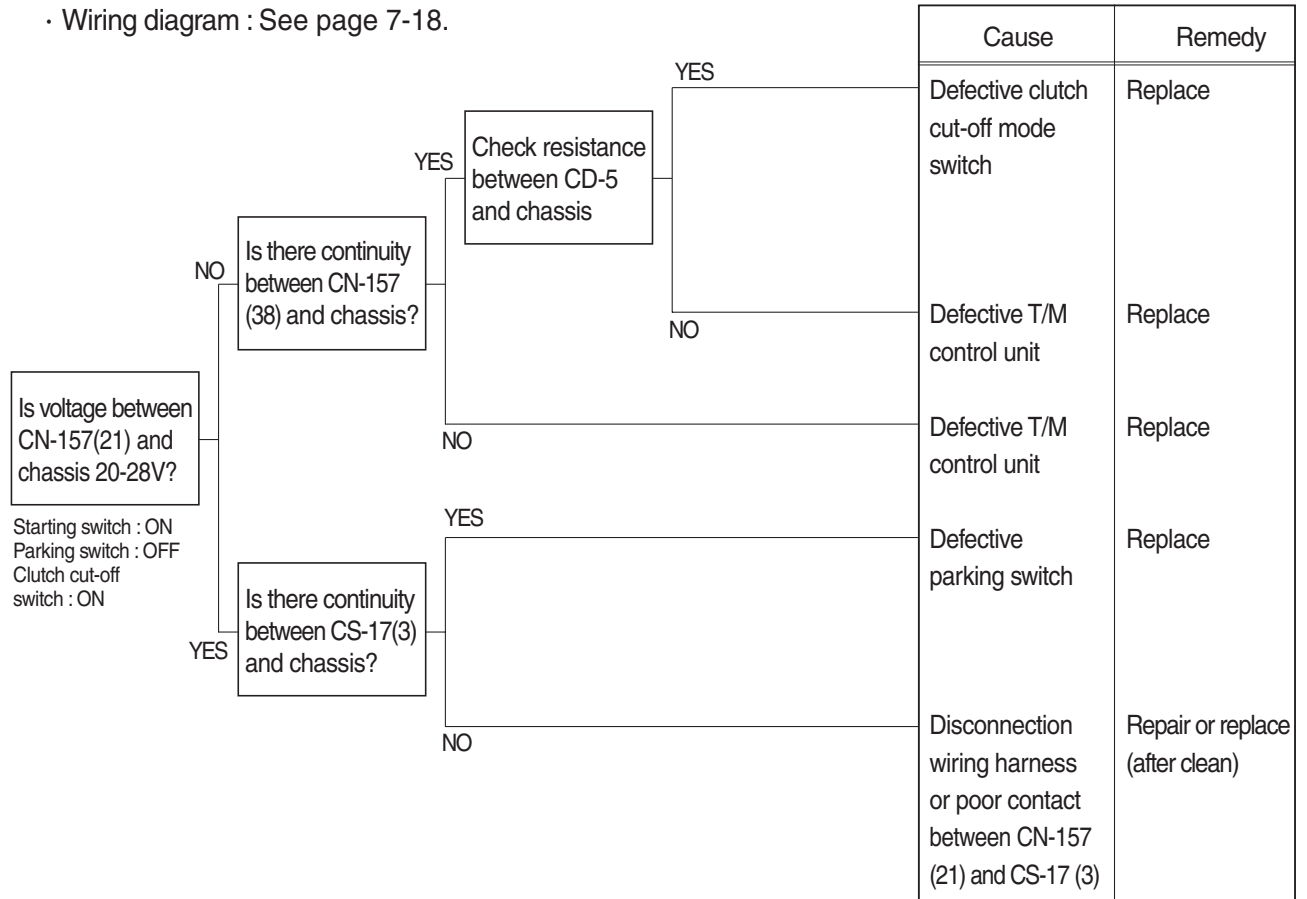 · Wiring diagram : See page 7-18.
Cause
Remedy
YES
Defective clutch
cut-off mode
switch
Replace
YES
Check resistance
between CD-5
and chassis
NO
Is there continuity
between CN-157
(38) and chassis?
NO
Defective T/M
control unit
Replace
Is voltage between
CN-157(21) and
chassis 20-28V?
NO
Defective T/M
control unit
Replace
Starting switch : ON
Parking switch : OFF
Clutch cut-off
switch : ON
YES
Defective
parking switch
Replace
YES
Is there continuity
between CS-17(3)
and chassis?
NO
Disconnection
wiring harness
or poor contact
between CN-157
(21) and CS-17 (3)
Repair or replace
(after clean)